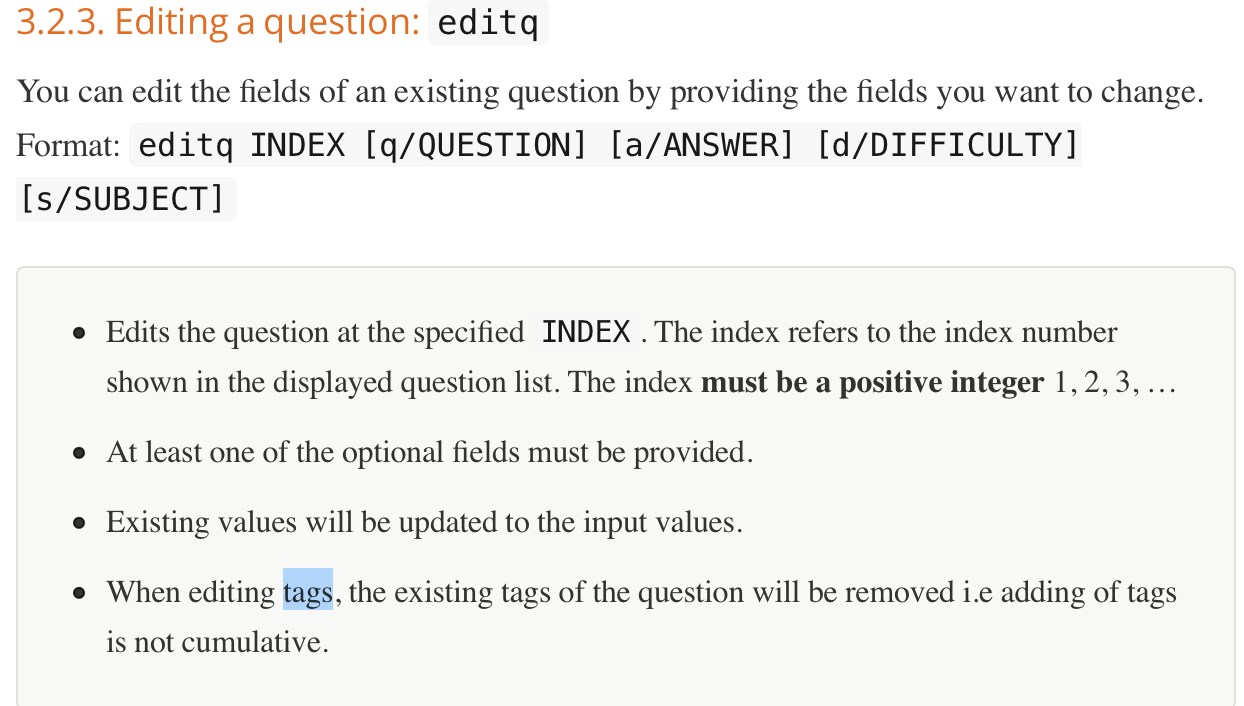 3.2.3. Editing a question: editq
You can edit the fields of an existing question by providing the fields you want to change.
Format: editq INDEX [q/QUESTION] [a/ANSWER] [d/DIFFICULTY]
[s/SUBJECT]
• Edits the question at the specified INDEX . The index refers to the index number
shown in the displayed question list. The index must be a positive integer 1, 2, 3, …
• At least one of the optional fields must be provided.
• Existing values will be updated to the input values.
• When editing tags, the existing tags of the question will be removed i.e adding of tags
is not cumulative.